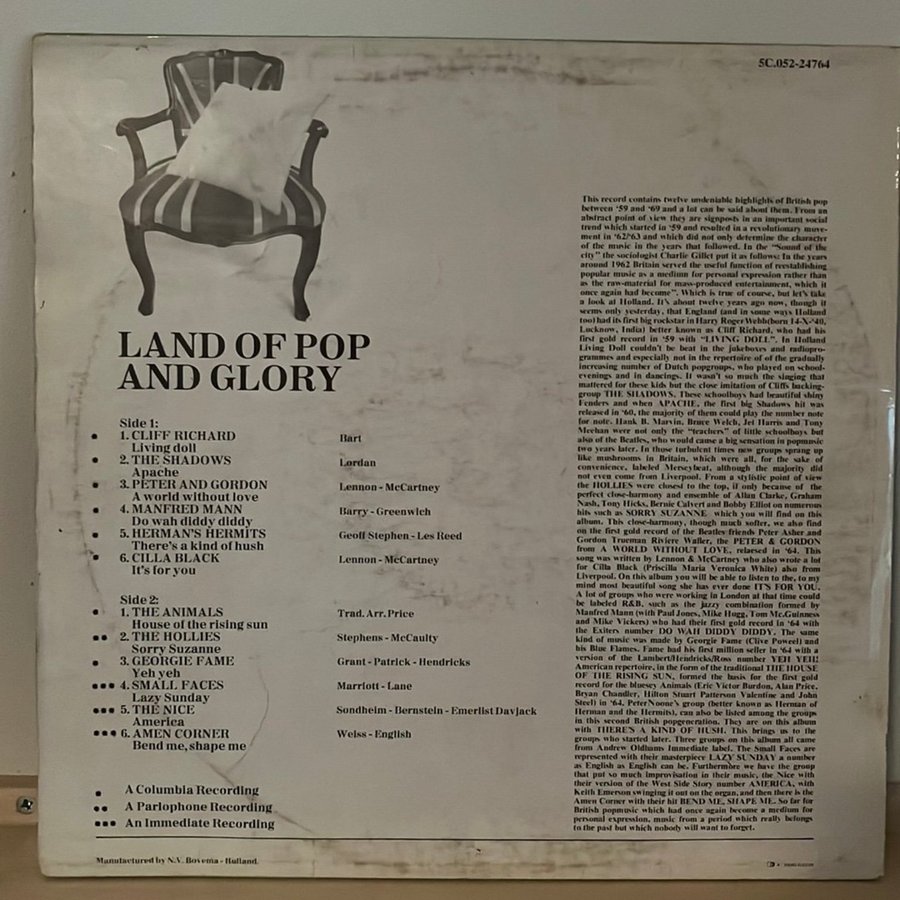 5C.052-24764
LAND OF POP
AND GLORY
Side 1:
• 1. CLIFF RICHARD Bart
Living doll
• 2. THE SHADOWS Lordan
Apache
• 3. PETER AND GORDON Lennon - McCartney
A world without love
• 4. MANFRED MANN Barry - Greenwich
Do wah diddy diddy
• 5. HERMAN'S HERMITS Geoff Stephen - Les Reed
There's a kind of hush
• 6. CILLA BLACK Lennon - McCartney
It's for you
Side 2:
• 1. THE ANIMALS Trad. Arr. Price
House of the rising sun
•• 2. THE HOLLIES Stephens - McCaulty
Sorry Suzanne
• 3. GEORGIE FAME Grant - Patrick - Hendricks
Yeh yeh
••• 4. SMALL FACES Marriott - Lane
Lazy Sunday
••• 5. THE NICE Sondheim - Bernstein - Emerlist Davjack
America
••• 6. AMEN CORNER Weiss - English
Bend me, shape me
• A Columbia Recording
•• A Parlophone Recording
••• An Immediate Recording
Manufactured by N.V. Bovema - Holland.
This record contains twelve undeniable highlights of British pop
between '59 and '69 and a lot can be said about them. From an
abstract point of view they are signposts in an important social
trend which started in '59 and resulted in a revolutionary move-
ment in '62/'63 and which did not only determine the character
of the music in the years that followed. In the "Sound of the
city" the sociologist Charlie Gillet put it as follows: In the years
around 1962 Britain served the useful function of reestablishing
popular music as a medium for personal expression rather than
as the raw-material for mass-produced entertainment, which it
once again had become". Which is true of course, but let's take
a look at Holland. It's about twelve years ago now, though it
seems only yesterday, that England (and in some ways Holland
too) had its first big rockstar in Harry Roger Webb(born 14-X-'40,
Lucknow, India) better known as Cliff Richard, who had his
first gold record in '59 with "LIVING DOLL". In Holland
Living Doll couldn't be beat in the jukeboxes and radiopro-
grammes and especially not in the repertoire of of the gradually
increasing number of Dutch popgroups, who played on school-
evenings and in dancings. It wasn't so much the singing that
mattered for these kids but the close imitation of Cliffs backing-
group THE SHADOWS. These schoolboys had beautiful shiny
Fenders and when APACHE, the first big Shadows hit was
released in '60, the majority of them could play the number note
for note. Hank B. Marvin, Bruce Welch, Jet Harris and Tony
Meehan were not only the "teachers" of little schoolboys but
also of the Beatles, who would cause a big sensation in popmusic
two years later. In those turbulent times new groups sprang up
like mushrooms in Britain, which were all, for the sake of
convenience, labeled Merseybeat, although the majority did
not even come from Liverpool. From a stylistic point of view
the HOLLIES were closest to the top, if only because of the
perfect close-harmony and ensemble of Allan Clarke, Graham
Nash, Tony Hicks, Bernie Calvert and Bobby Elliot on numerous
hits such as SORRY SUZANNE which you will find on this
album. This close-harmony, though much softer, we also find
on the first gold record of the Beatles friends Peter Asher and
Gordon Trueman Riviere Waller, the PETER & GORDON
from A WORLD WITHOUT LOVE, relaesed in '64. This
song was written by Lennon & McCartney who also wrote a lot
for Cilla Black (Priscilla Maria Veronica White) also from
Liverpool. On this album you will be able to listen to the, to my
mind most beautiful song she has ever done IT'S FOR YOU.
A lot of groups who were working in London at that time could
be labeled R&B, such as the jazzy combination formed by
Manfred Mann (with Paul Jones, Mike Hugg, Tom Mc.Guinness
and Mike Vickers) who had their first gold record in '64 with
the Exiters number DO WAH DIDDY DIDDY. The same
kind of music was made by Georgie Fame (Clive Powel) and
his Blue Flames. Fame had his first million seller in '64 with a
version of the Lambert/Hendricks/Ross number YEH YEH!
American repertoire, in the form of the traditional THE HOUSE
OF THE RISING SUN, formed the basis for the first gold
record for the bluesey Animals (Eric Victor Burdon, Alan Price,
Bryan Chandler, Hilton Stuart Patterson Valentine and John
Steel) in '64. Peter Noone's group (better known as Herman of
Herman and the Hermits), can also be listed among the groups
in this second British popgeneration. They are on this album
with THERE'S A KIND OF HUSH. This brings us to the
groups who started later. Three groups on this album all came
from Andrew Oldhams Immediate label. The Small Faces are
represented with their masterpiece LAZY SUNDAY a number
as English as English can be. Furthermore we have the group
that put so much improvisation in their music, the Nice with
their version of the West Side Story number AMERICA, with
Keith Emerson swinging it out on the organ, and then there is the
Amen Corner with their hit BEND ME, SHAPE ME. So far for
British popmusic which had once again become a medium for
personal expression, music from a period which really belongs
to the past but which nobody will want to forget.